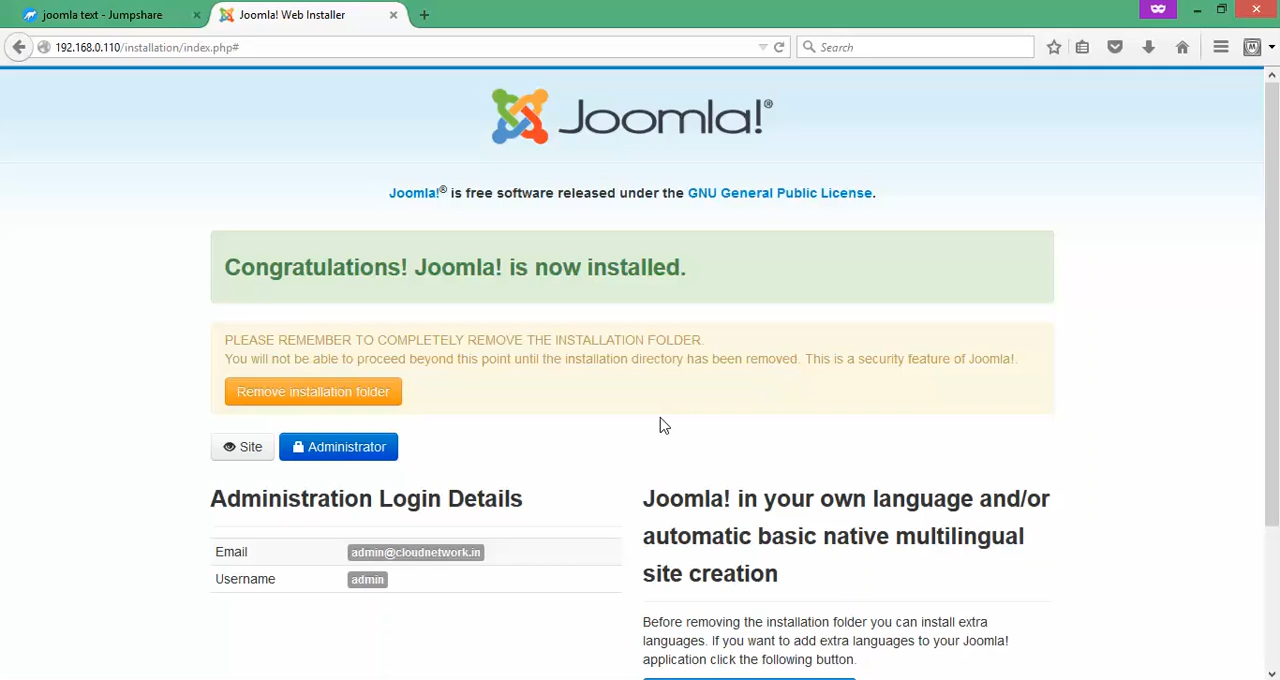 joomla text - Jumpshare
Joomla! Web Installer
192.168.0.110/installation/index.php#
Search
Joomla!®
Joomla!® is free software released under the GNU General Public License.
Congratulations! Joomla! is now installed.
PLEASE REMEMBER TO COMPLETELY REMOVE THE INSTALLATION FOLDER.
You will not be able to proceed beyond this point until the installation directory has been removed. This is a security feature of Joomla!.
Remove installation folder
Site
Administrator
Administration Login Details
Email admin@cloudnetwork.in
Username admin
Joomla! in your own language and/or
automatic basic native multilingual
site creation
Before removing the installation folder you can install extra
languages. If you want to add extra languages to your Joomla!
application click the following button.